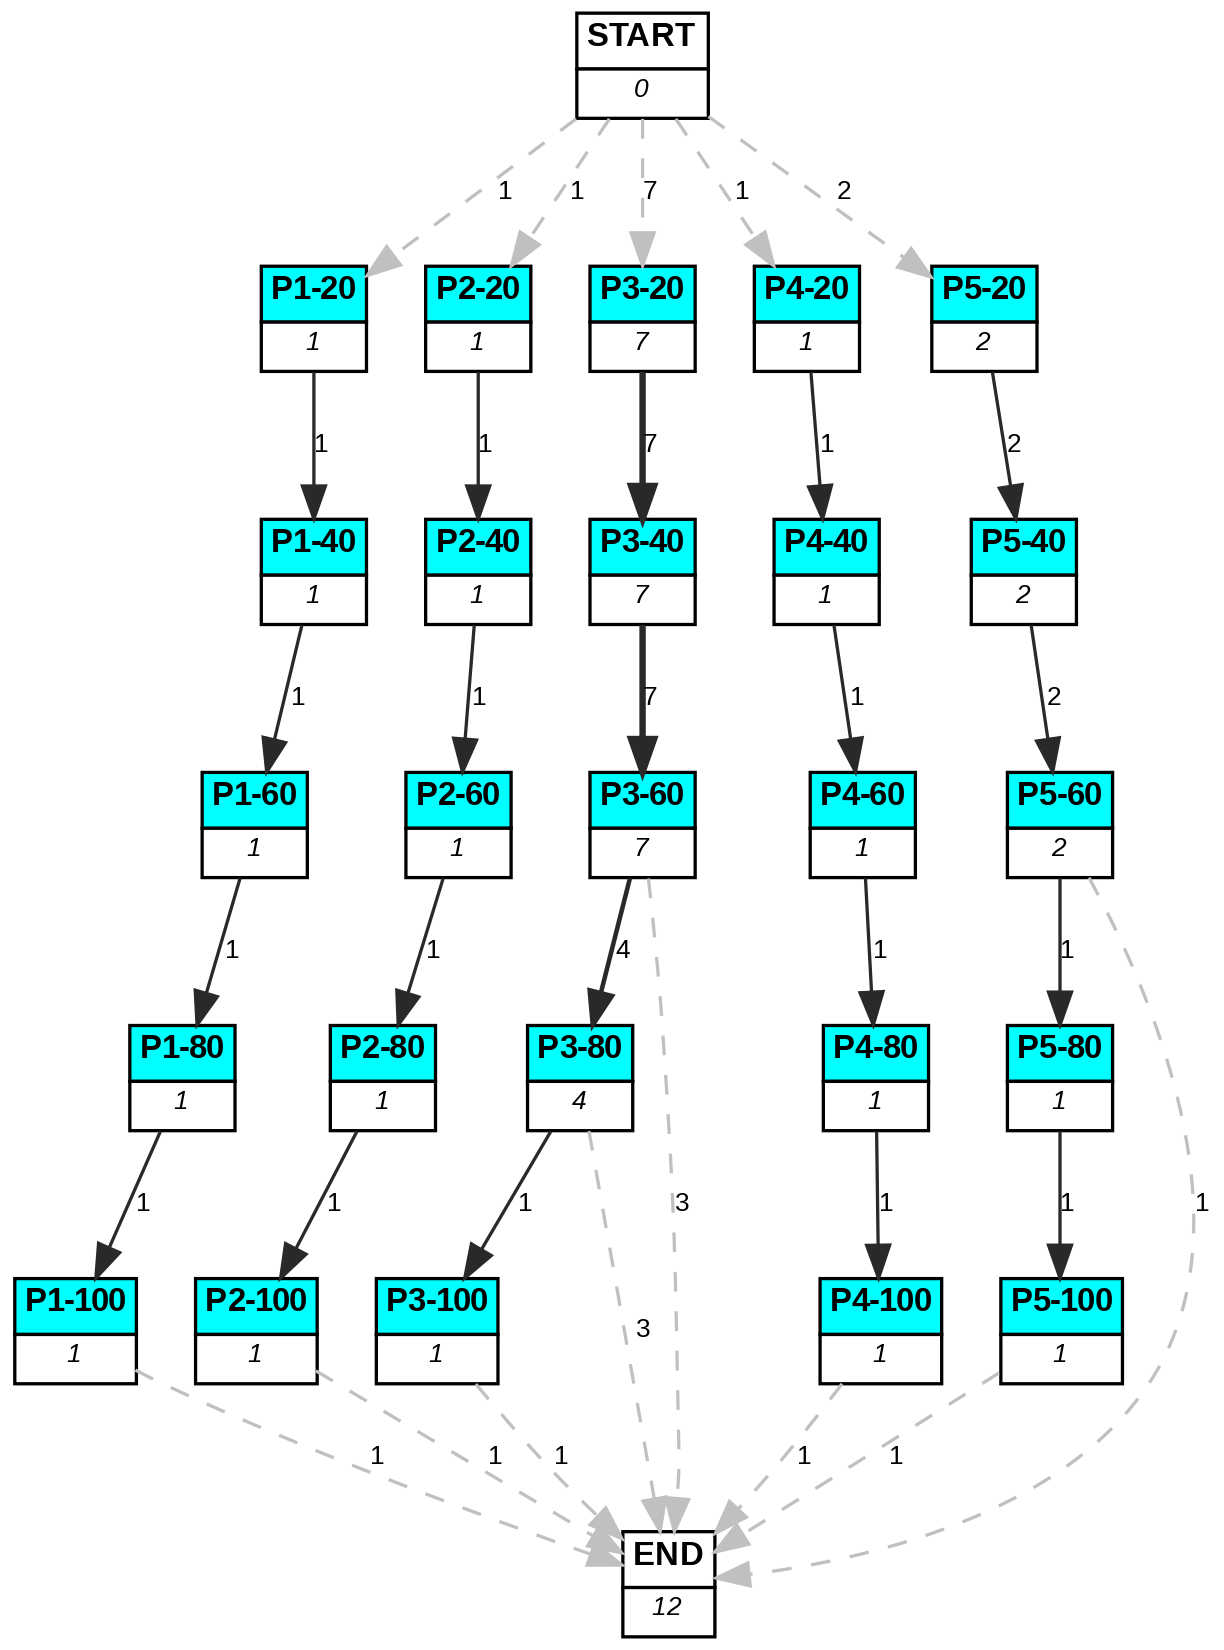 START
0
1 1 7 1 2
P1-20 P2-20 P3-20 P4-20 P5-20
1 1 7 1 2
1 1 7 1 2
P1-40 P2-40 P3-40 P4-40 P5-40
1 1 7 1 2
1 1 7 1 2
P1-60 P2-60 P3-60 P4-60 P5-60
1 1 7 1 2
1 1 4 1 1
P1-80 P2-80 P3-80 P4-80 P5-80
1 1 4 1 1
1 1 1 3 1 1 1
P1-100 P2-100 P3-100 P4-100 P5-100
3
1 1 1 1 1
1 1 1 1 1
END
12